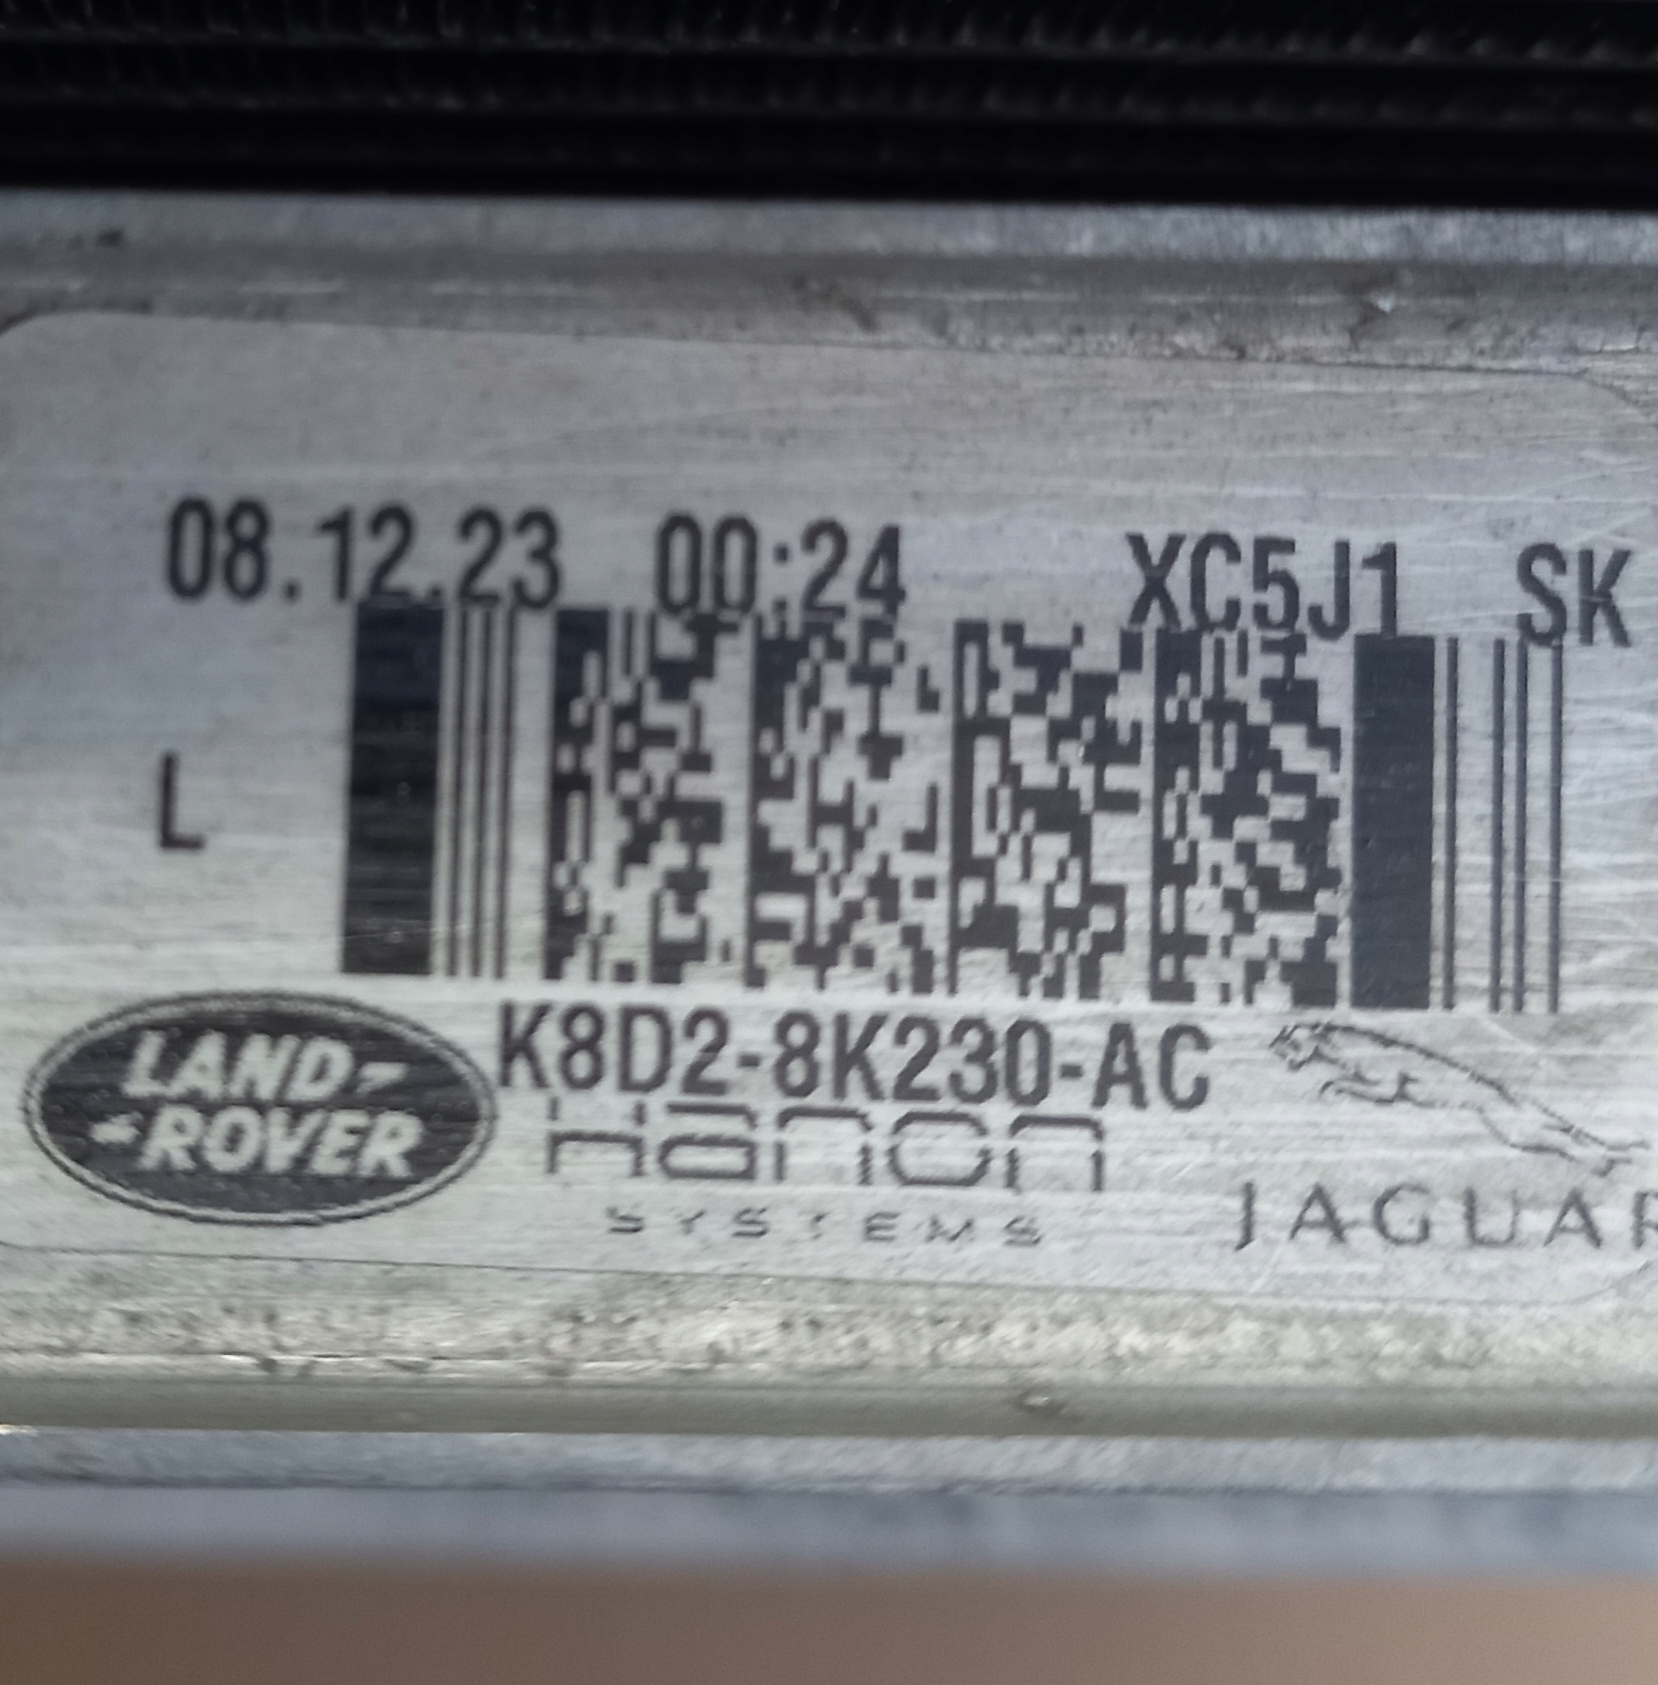 08.12.23 00:24 XC5J1 SK
L
K8D2-8K230-AC
LAND-
-ROVER
Hanon
SYSTEMS
JAGUAR